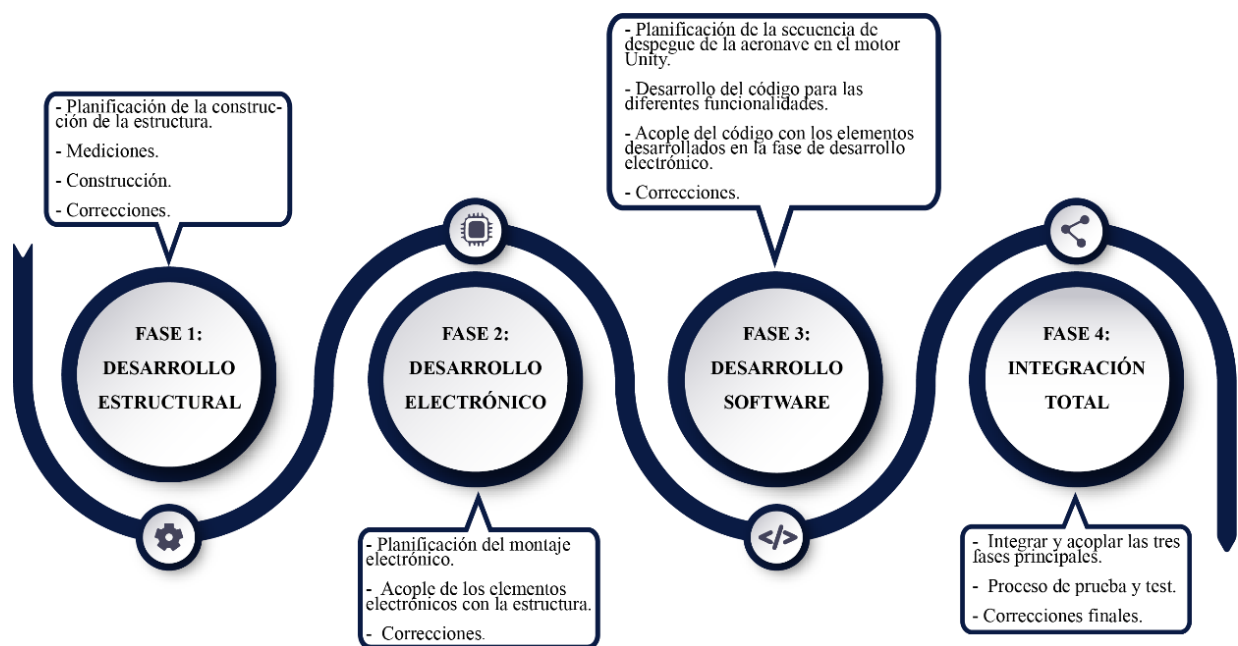 - Planificación de la construc-
ción de la estructura.
- Mediciones.
- Construcción.
- Correcciones.
FASE 1:
DESARROLLO
ESTRUCTURAL
FASE 2:
DESARROLLO
ELECTRÓNICO
- Planificación del montaje
electrónico.
- Acople de los elementos
electrónicos con la estructura.
- Correcciones.
- Planificación de la secuencia de
despegue de la aeronave en el motor
Unity.
- Desarrollo del código para las
diferentes funcionalidades.
- Acople del código con los elementos
desarrollados en la fase de desarrollo
electrónico.
- Correcciones.
FASE 3:
DESARROLLO
SOFTWARE
</>
FASE 4:
INTEGRACIÓN
TOTAL
- Integrar y acoplar las tres
fases principales.
- Proceso de prueba y test.
- Correcciones finales.